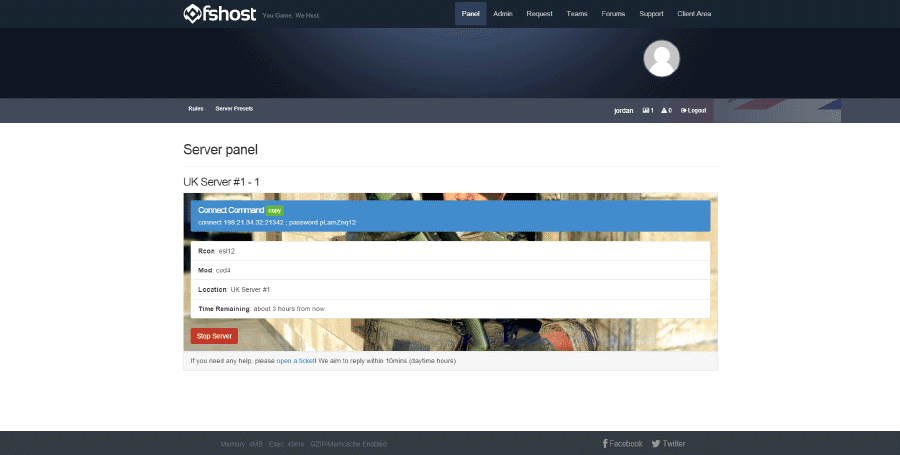 fshost You Game, We Host.
Panel Admin Request Teams Forums Support Client Area
Rules Server Presets jordan 1 0 Logout
Server panel
UK Server #1 - 1
Connect Command copy
connect 198.21.34.32:21342 ; password pLamZnq12
Rcon: esl12
Mod: cod4
Location: UK Server #1
Time Remaining: about 3 hours from now
Stop Server
If you need any help, please open a ticket! We aim to reply within 10mins (daytime hours)
Memory: 4MB Exec: 49ms GZIP/Memcache Enabled
Facebook Twitter